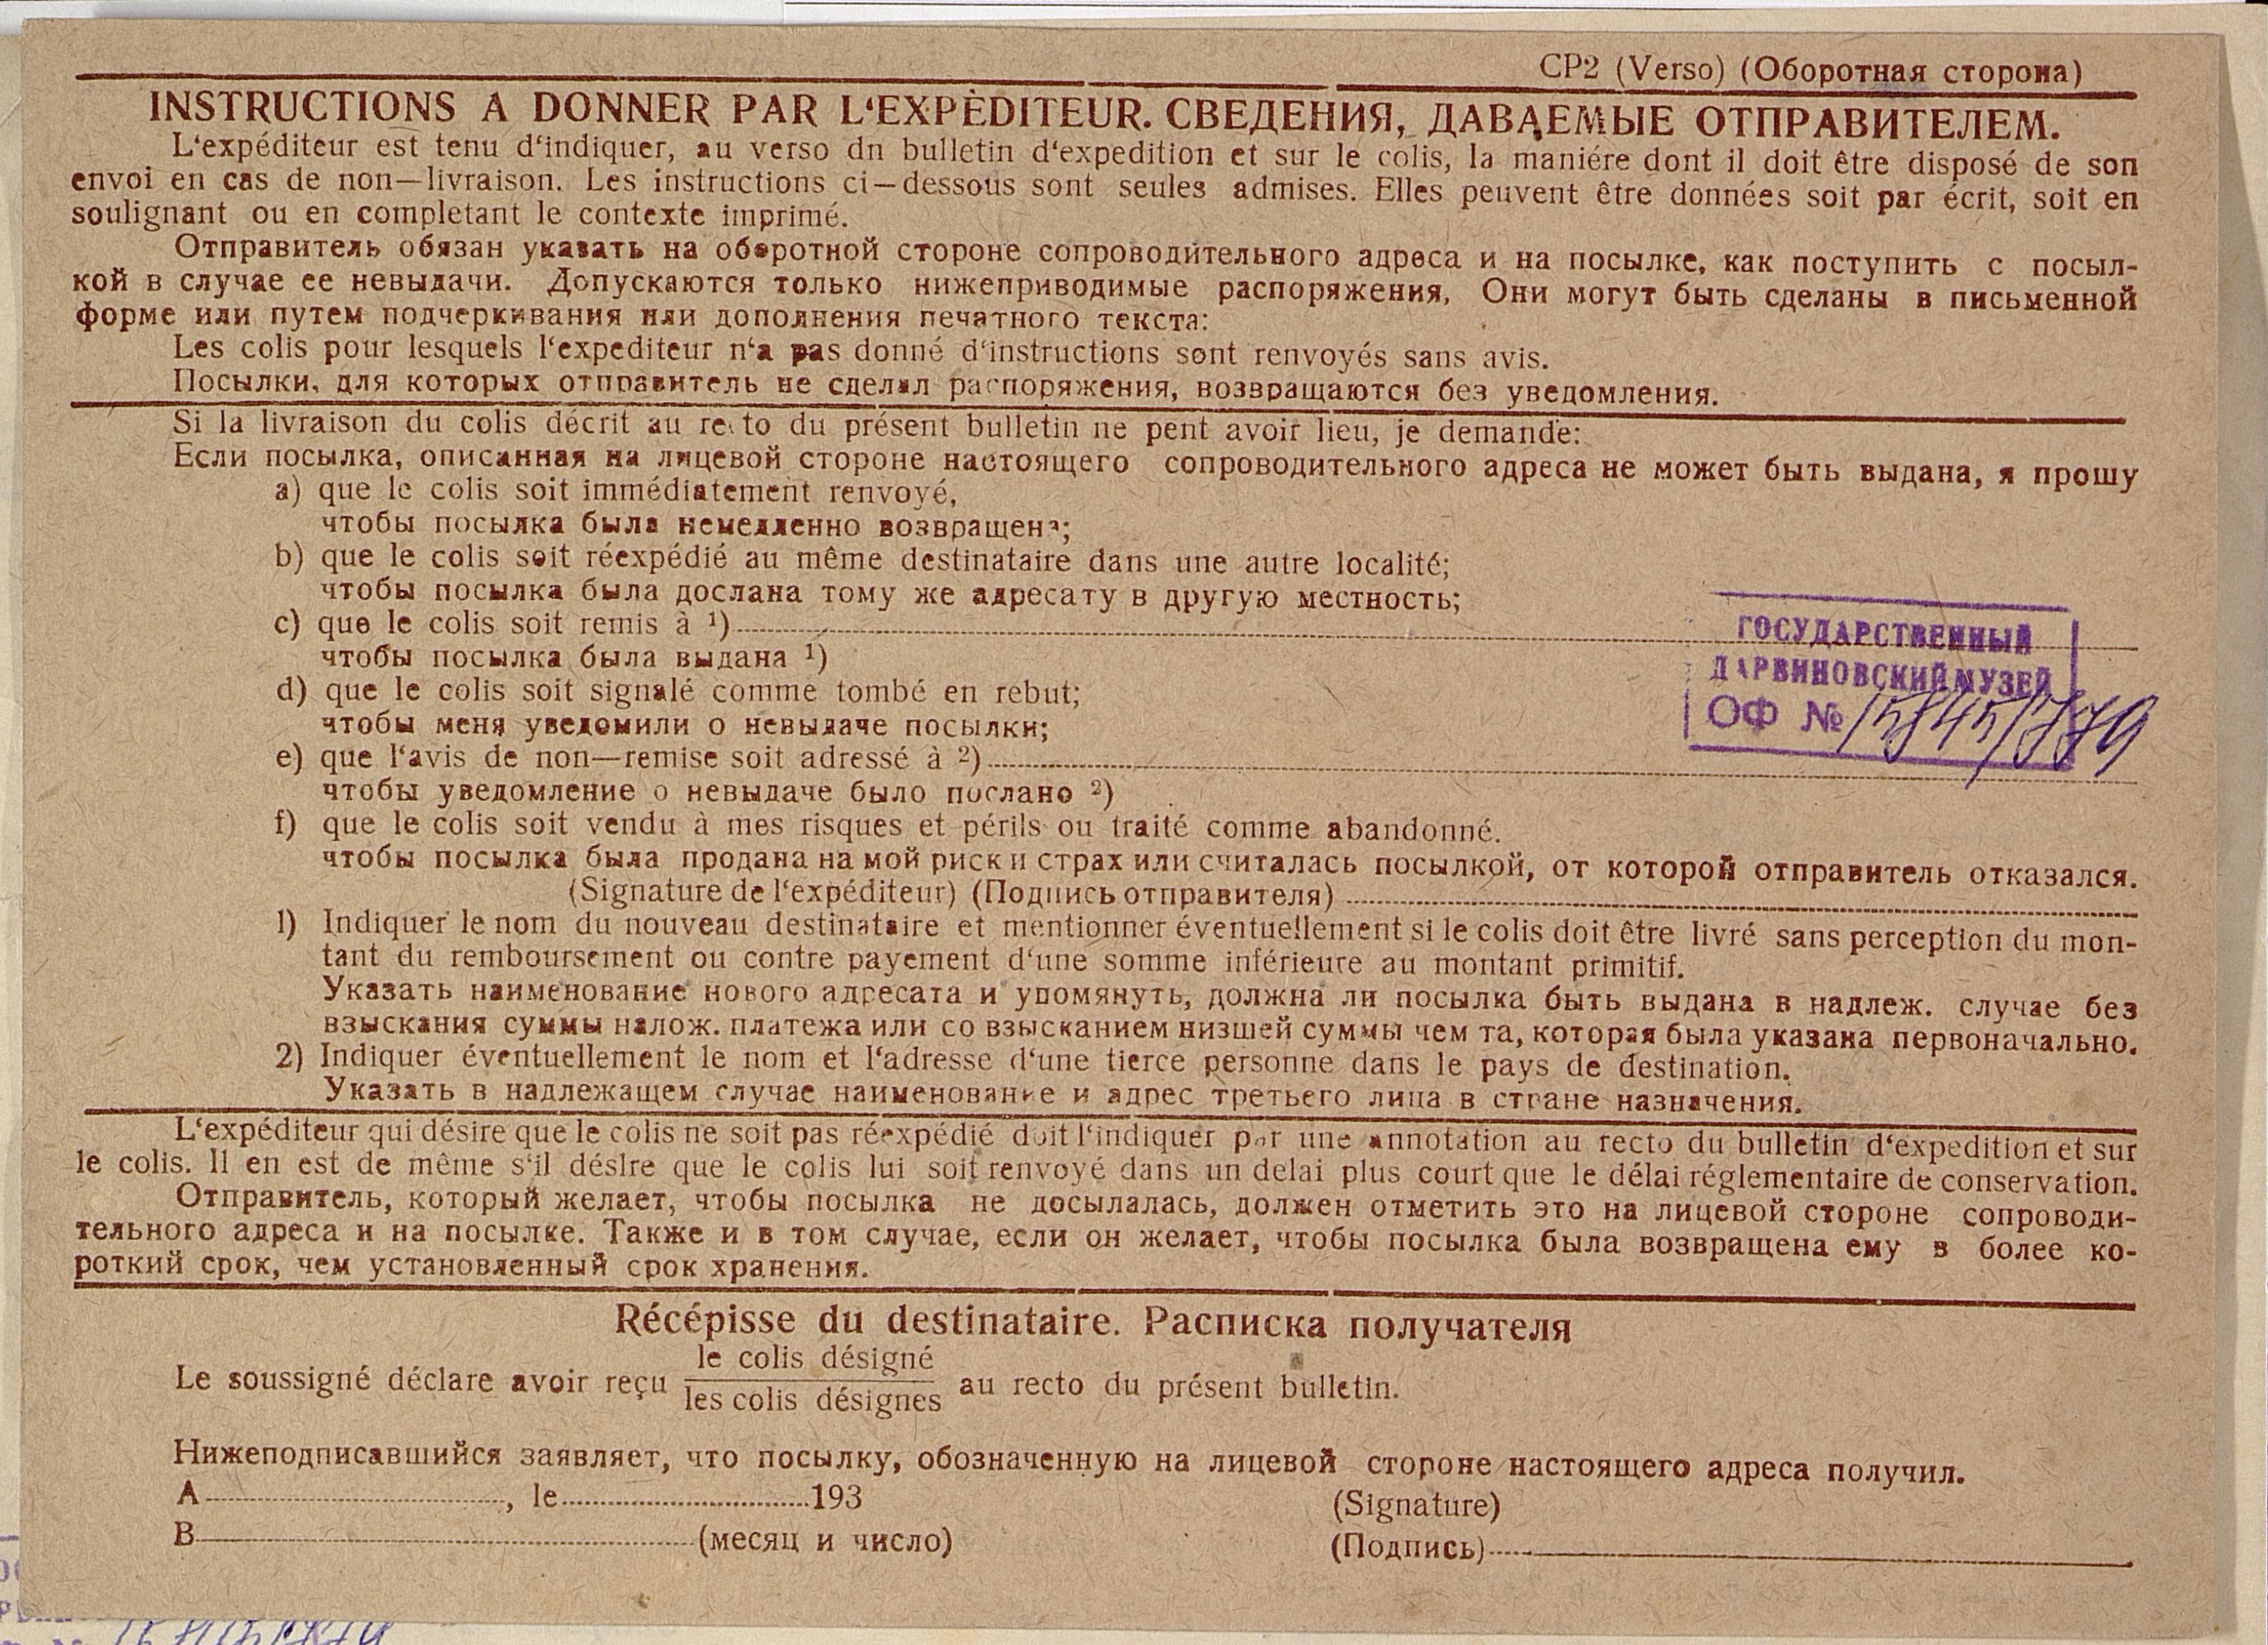 CP2 (Verso) (Оборотная сторона)
INSTRUCTIONS A DONNER PAR L'EXPÈDITEUR. СВЕДЕНИЯ, ДАВАЕМЫЕ ОТПРАВИТЕЛЕМ.
L'expéditeur est tenu d'indiquer, au verso dn bulletin d'expedition et sur le colis, la maniére dont il doit être disposé de son
envoi en cas de non—livraison. Les instructions ci—dessous sont seules admises. Elles peuvent être données soit par écrit, soit en
soulignant ou en completant le contexte imprimé.
Отправитель обязан указать на оборотной стороне сопроводительного адреса и на посылке, как поступить с посыл-
кой в случае ее невыдачи. Допускаются только нижеприводимые распоряжения, Они могут быть сделаны в письменной
форме или путем подчеркивания или дополнения печатного текста:
Les colis pour lesquels l'expediteur n'a pas donné d'instructions sont renvoyés sans avis.
Посылки, для которых отправитель не сделал распоряжения, возвращаются без уведомления.
Si la livraison du colis décrit au recto du présent bulletin ne pent avoir lieu, je demande:
Если посылка, описанная на лицевой стороне настоящего сопроводительного адреса не может быть выдана, я прошу
a) que le colis soit immédiatement renvoyé,
чтобы посылка была немедленно возвращена;
b) que le colis soit réexpédié au même destinataire dans une autre localité;
чтобы посылка была дослана тому же адресату в другую местность;
c) que le colis soit remis à ¹)
чтобы посылка была выдана ¹)
ГОСУДАРСТВЕННЫЙ
ДАРВИНОВСКИЙ МУЗЕЙ
ОФ №
d) que le colis soit signalé comme tombé en rebut;
чтобы меня уведомили о невыдаче посылки;
e) que l'avis de non—remise soit adressé à ²)
чтобы уведомление о невыдаче было послано ²)
f) que le colis soit vendu à mes risques et périls ou traité comme abandonné.
чтобы посылка была продана на мой риск и страх или считалась посылкой, от которой отправитель отказался.
(Signature de l'expéditeur) (Подпись отправителя)
1) Indiquer le nom du nouveau destinataire et mentionner éventuellement si le colis doit être livré sans perception du mon-
tant du remboursement ou contre payement d'une somme inférieure au montant primitif.
Указать наименование нового адресата и упомянуть, должна ли посылка быть выдана в надлеж. случае без
взыскания суммы налож. платежа или со взысканием низшей суммы чем та, которая была указана первоначально.
2) Indiquer éventuellement le nom et l'adresse d'une tierce personne dans le pays de destination.
Указать в надлежащем случае наименование и адрес третьего лица в стране назначения.
L'expéditeur qui désire que le colis ne soit pas réexpédié doit l'indiquer par une annotation au recto du bulletin d'expedition et sur
le colis. Il en est de même s'il désIre que le colis lui soit renvoyé dans un delai plus court que le délai réglementaire de conservation.
Отправитель, который желает, чтобы посылка не досылалась, должен отметить это на лицевой стороне сопроводи-
тельного адреса и на посылке. Также и в том случае, если он желает, чтобы посылка была возвращена ему в более ко-
роткий срок, чем установленный срок хранения.
Récépisse du destinataire. Расписка получателя
le colis désigné
Le soussigné déclare avoir reçu au recto du présent bulletin.
les colis désignes
Нижеподписавшийся заявляет, что посылку, обозначенную на лицевой стороне настоящего адреса получил.
A , le 193 (Signature)
В (месяц и число) (Подпись)